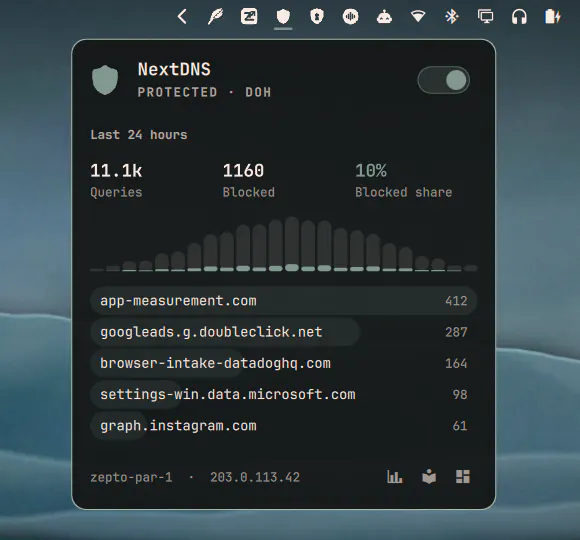 NextDNS
PROTECTED · DOH
Last 24 hours
11.1k 1160 10%
Queries Blocked Blocked share
app-measurement.com 412
googleads.g.doubleclick.net 287
browser-intake-datadoghq.com 164
settings-win.data.microsoft.com 98
graph.instagram.com 61
zepto-par-1 · 203.0.113.42